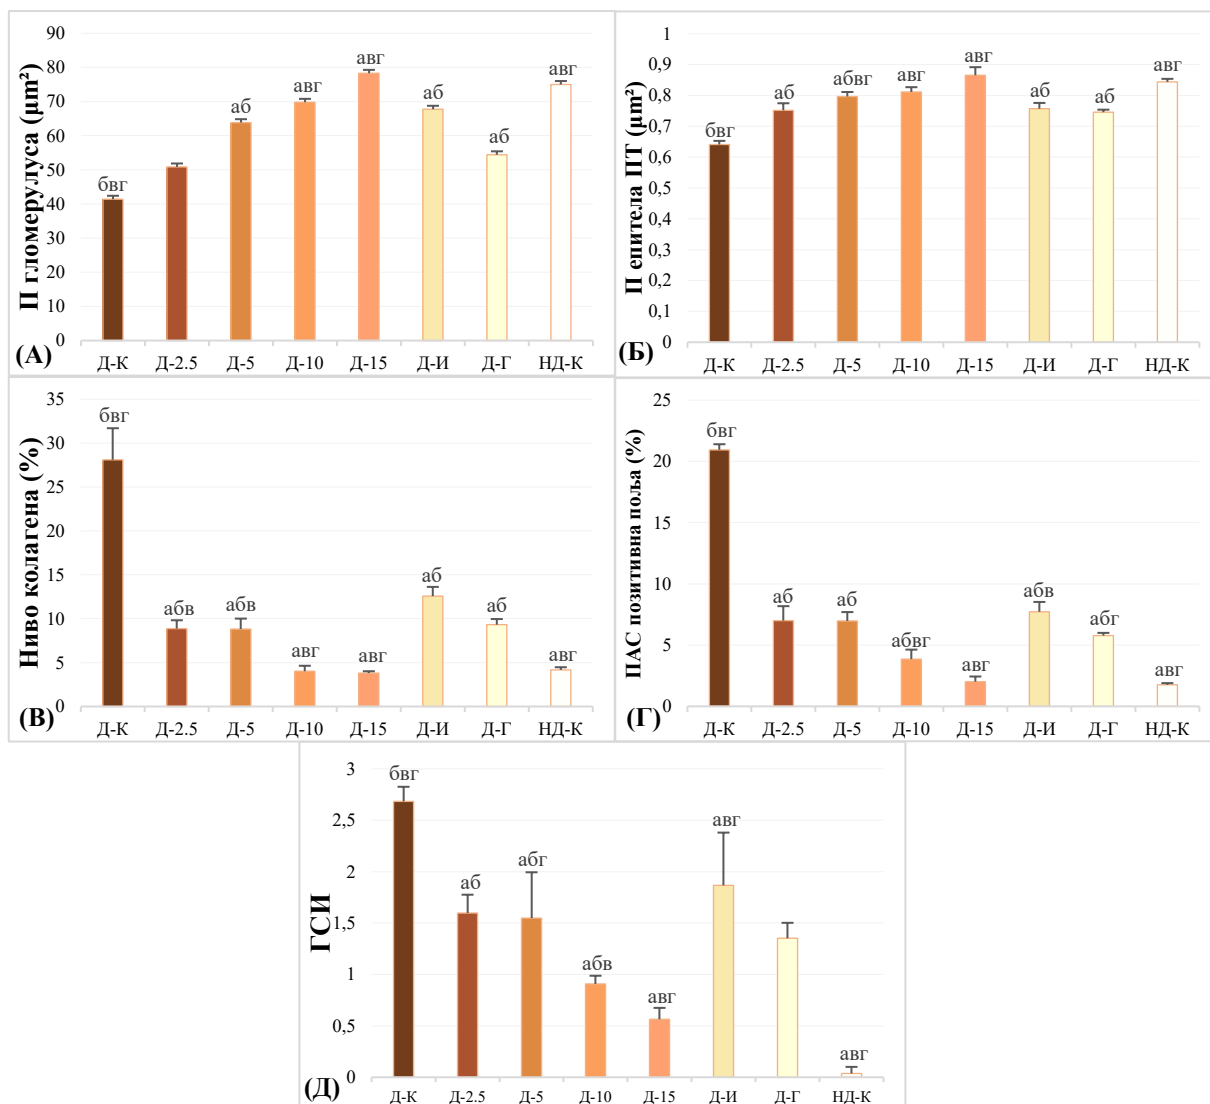 П гломерулуса (µm²)
90
80
70
60
50
40
30
20
10
0
бвг
аб
авг
авг
аб
аб
авг
Д-К Д-2.5 Д-5 Д-10 Д-15 Д-И Д-Г НД-К
(А)
П епитела ПТ (µm²)
1
0,9
0,8
0,7
0,6
0,5
0,4
0,3
0,2
0,1
0
бвг
аб
абвг
авг
авг
аб
аб
авг
Д-К Д-2.5 Д-5 Д-10 Д-15 Д-И Д-Г НД-К
(Б)
Ниво колагена (%)
35
30
25
20
15
10
5
0
бвг
абв
абв
авг
авг
аб
аб
авг
Д-К Д-2.5 Д-5 Д-10 Д-15 Д-И Д-Г НД-К
(В)
ПАС позитивна поља (%)
25
20
15
10
5
0
бвг
аб
аб
абвг
авг
абв
абг
авг
Д-К Д-2.5 Д-5 Д-10 Д-15 Д-И Д-Г НД-К
(Г)
ГСИ
3
2,5
2
1,5
1
0,5
0
бвг
аб
абг
абв
авг
авг
авг
Д-К Д-2.5 Д-5 Д-10 Д-15 Д-И Д-Г НД-К
(Д)